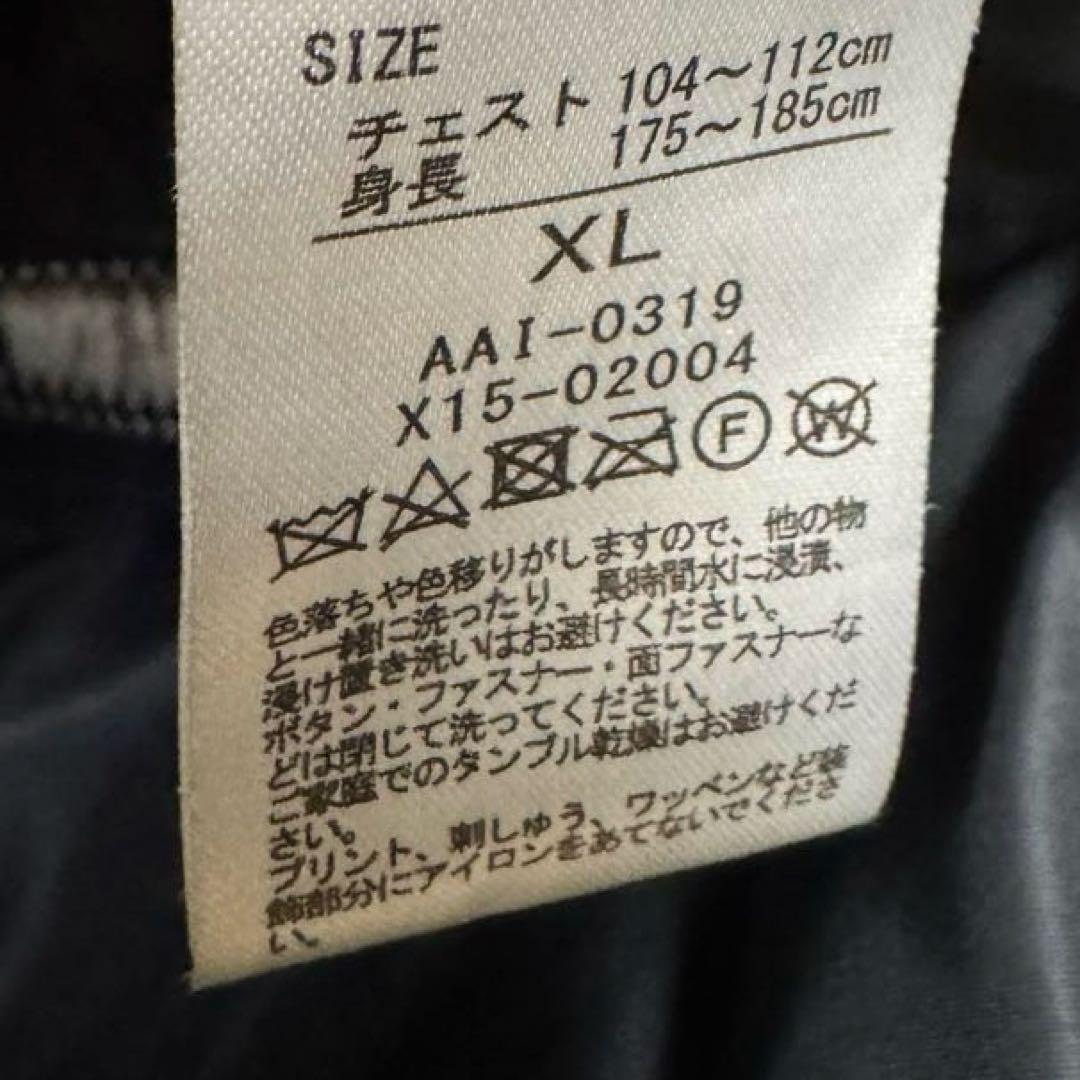 SIZE
チェスト 104～112cm
身長 175～185cm
XL
AAI-0319
X15-02004
F W
色落ちや色移りがしますので、他の物
と一緒に洗ったり、長時間水に浸漬、
浸け置き洗いはお避けください。
ボタン・ファスナー・面ファスナーな
どは閉じて洗ってください。
ご家庭でのタンブル乾燥はお避けくだ
さい。
プリント、刺しゅう、ワッペンなど装
飾部分にアイロンをあてないでくださ
い。